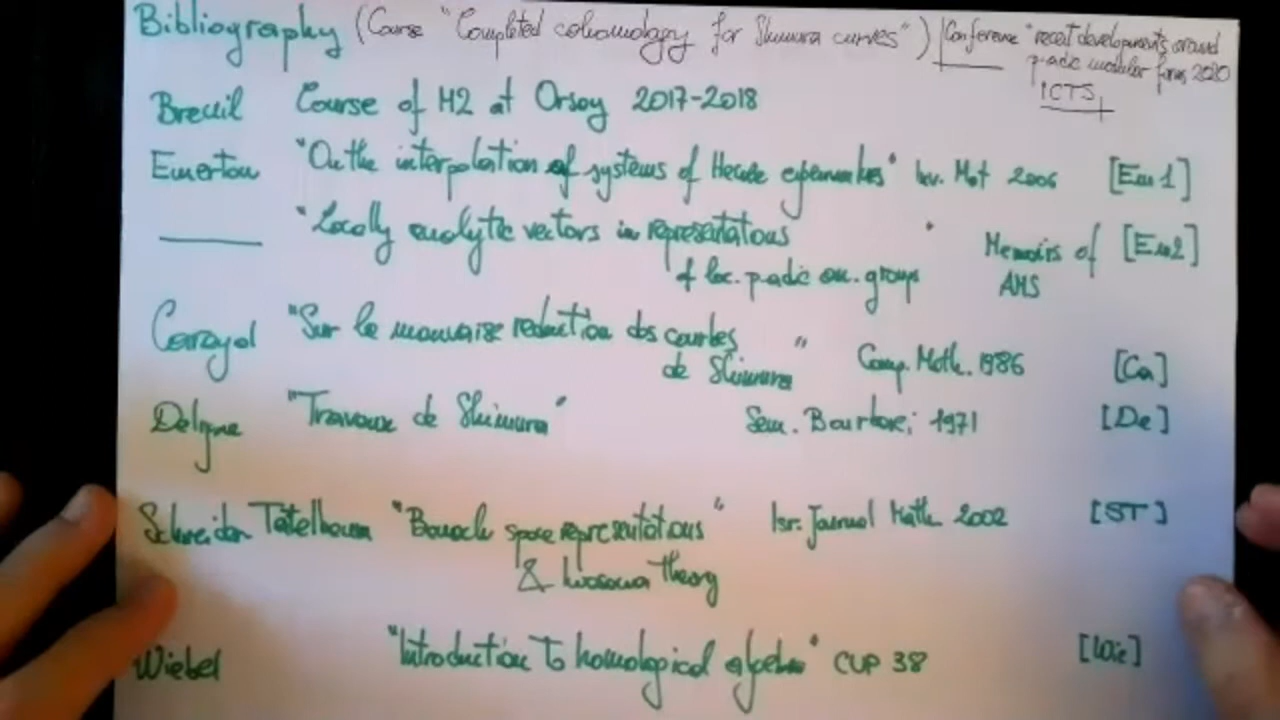 Bibliography (Course "Completed cohomology for Shimura curves") Conference "recent developments around
p-adic modular forms 2020
ICTS
Breuil Course of M2 at Orsay 2017-2018
Emerton "On the interpolation of systems of Hecke eigenvalues" Inv. Mat 2006 [Em1]
"Locally analytic vectors in representations
of loc. p-adic an. groups" Memoirs of AMS [Em2]
Carayol "Sur la mauvaise reduction des courbes
de Shimura" Comp. Math. 1986 [Ca]
Deligne "Travaux de Shimura" Sem. Bourbaki 1971 [De]
Schneider Teitelbaum "Banach space representations
& Iwasawa Theory" Isr. Journal Math 2002 [ST]
Wiebel "Introduction to homological algebra" CUP 38 [Wie]